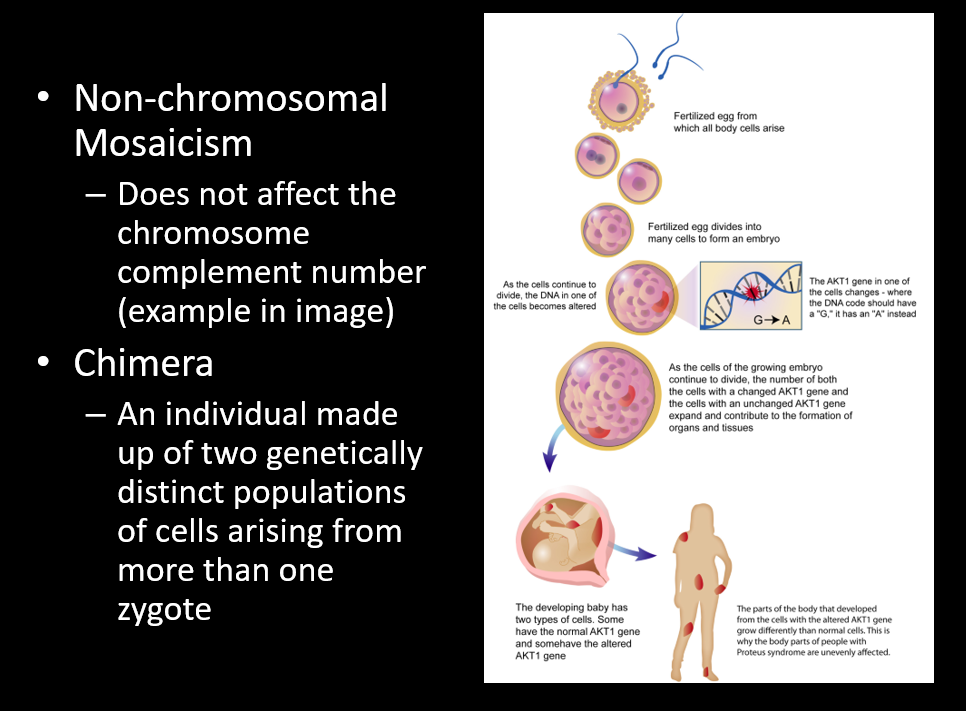 • Non-chromosomal
Mosaicism
– Does not affect the
chromosome
complement number
(example in image)
• Chimera
– An individual made
up of two genetically
distinct populations
of cells arising from
more than one
zygote
Fertilized egg from
which all body cells arise
Fertilized egg divides into
many cells to form an embryo
As the cells continue to
divide, the DNA in one of
the cells becomes altered
G→A
The AKT1 gene in one of
the cells changes - where
the DNA code should have
a "G," it has an "A" instead
As the cells of the growing embryo
continue to divide, the number of both
the cells with a changed AKT1 gene and
the cells with an unchanged AKT1 gene
expand and contribute to the formation of
organs and tissues
The developing baby has
two types of cells. Some
have the normal AKT1 gene
and somehave the altered
AKT1 gene
The parts of the body that developed
from the cells with the altered AKT1 gene
grow differently than normal cells. This is
why the body parts of people with
Proteus syndrome are unevenly affected.